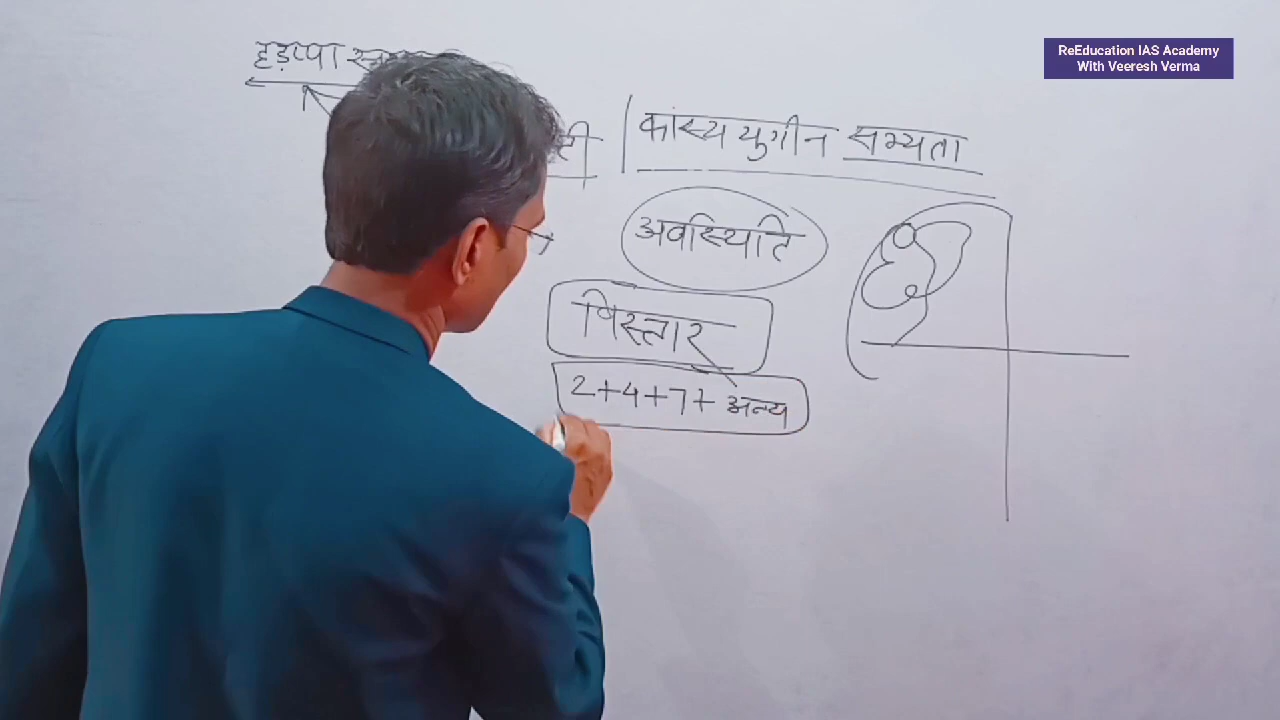 ReEducation IAS Academy
With Veeresh Verma
हड़प्पा
कांस्य युगीन सभ्यता
अवस्थिति
विस्तार
2+4+7+ अन्य